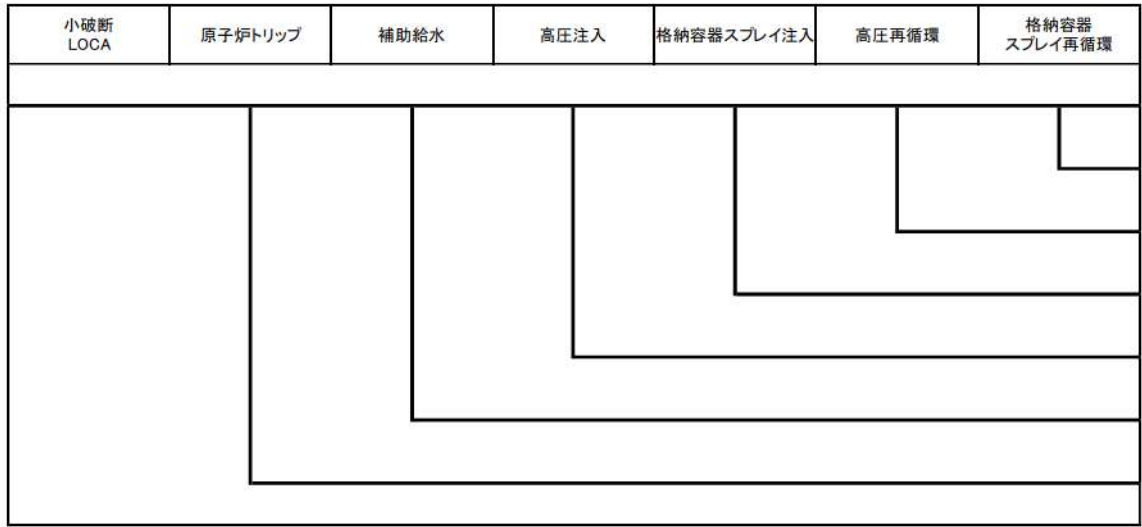 小破断
LOCA
原子炉トリップ
補助給水
高圧注入
格納容器スプレイ注入
高圧再循環
格納容器
スプレイ再循環